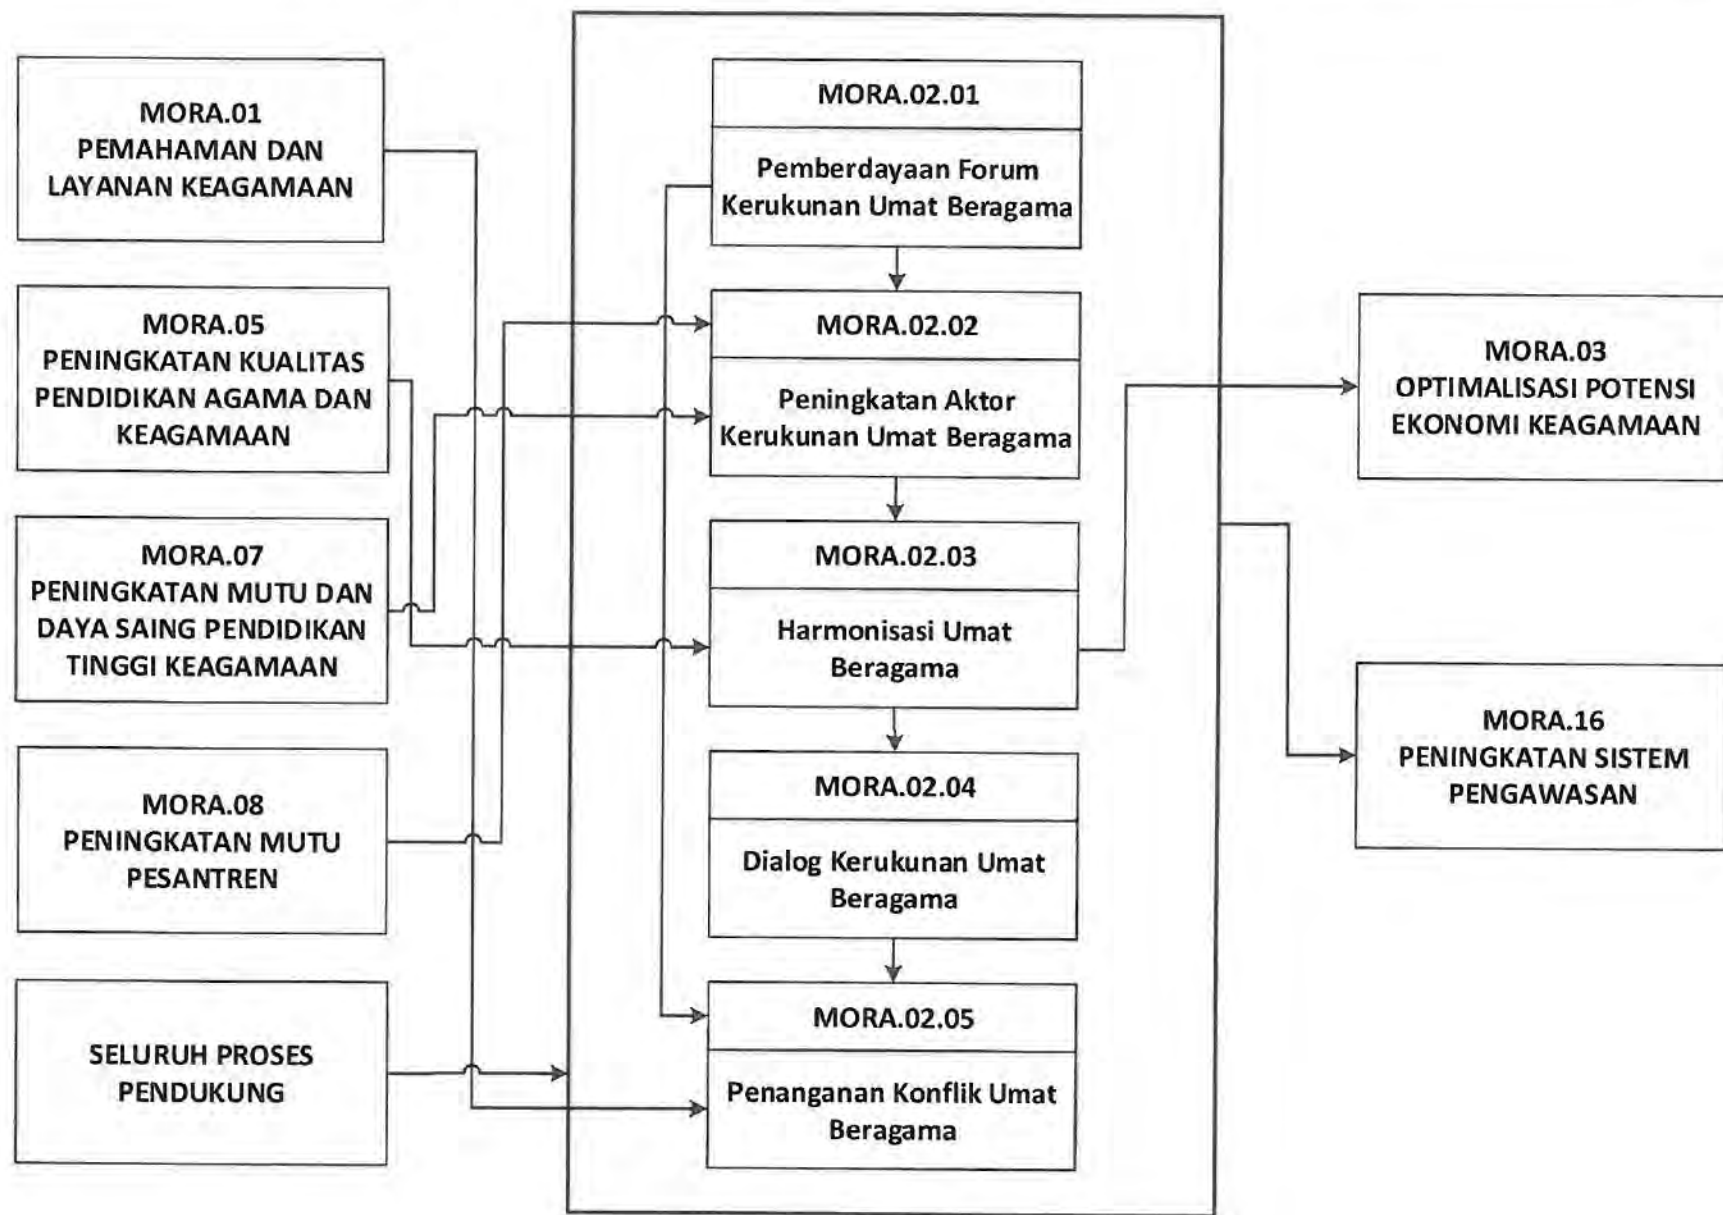 MORA.01
PEMAHAMAN DAN
LAYANAN KEAGAMAAN
MORA.05
PENINGKATAN KUALITAS
PENDIDIKAN AGAMA DAN
KEAGAMAAN
MORA.07
PENINGKATAN MUTU DAN
DAYA SAING PENDIDIKAN
TINGGI KEAGAMAAN
MORA.08
PENINGKATAN MUTU
PESANTREN
SELURUH PROSES
PENDUKUNG
MORA.02.01
Pemberdayaan Forum
Kerukunan Umat Beragama
MORA.02.02
Peningkatan Aktor
Kerukunan Umat Beragama
MORA.02.03
Harmonisasi Umat
Beragama
MORA.02.04
Dialog Kerukunan Umat
Beragama
MORA.02.05
Penanganan Konflik Umat
Beragama
MORA.03
OPTIMALISASI POTENSI
EKONOMI KEAGAMAAN
MORA.16
PENINGKATAN SISTEM
PENGAWASAN